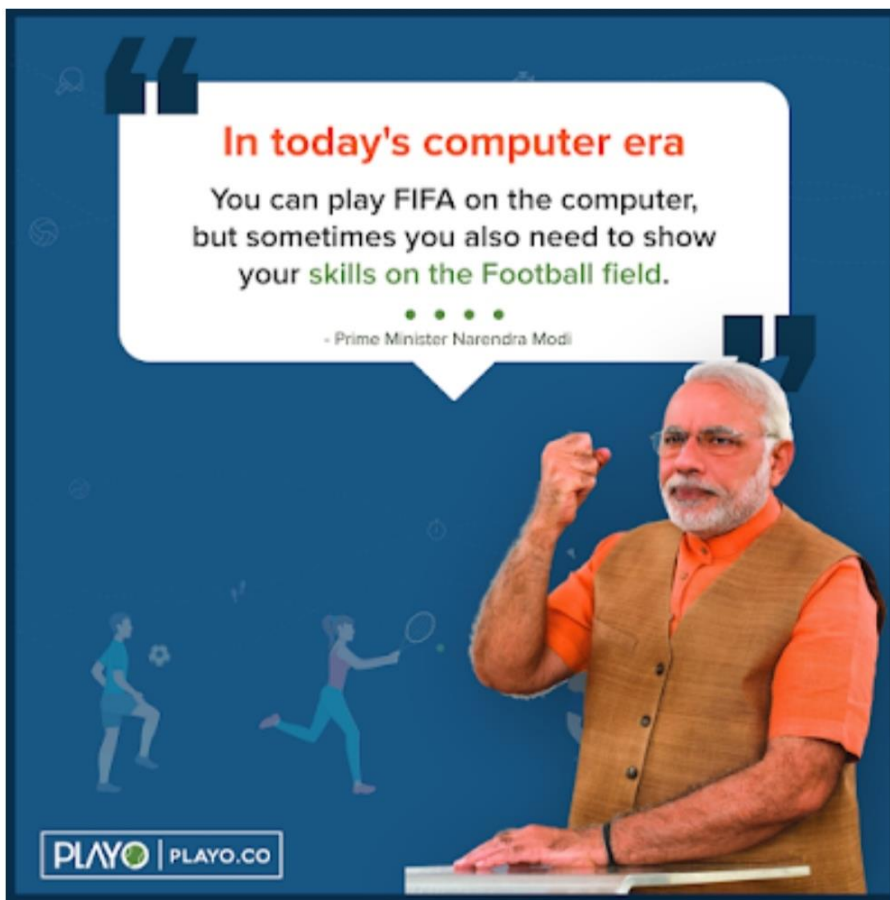 In today's computer era
You can play FIFA on the computer,
but sometimes you also need to show
your skills on the Football field.
- Prime Minister Narendra Modi
PLAYO | PLAYO.CO